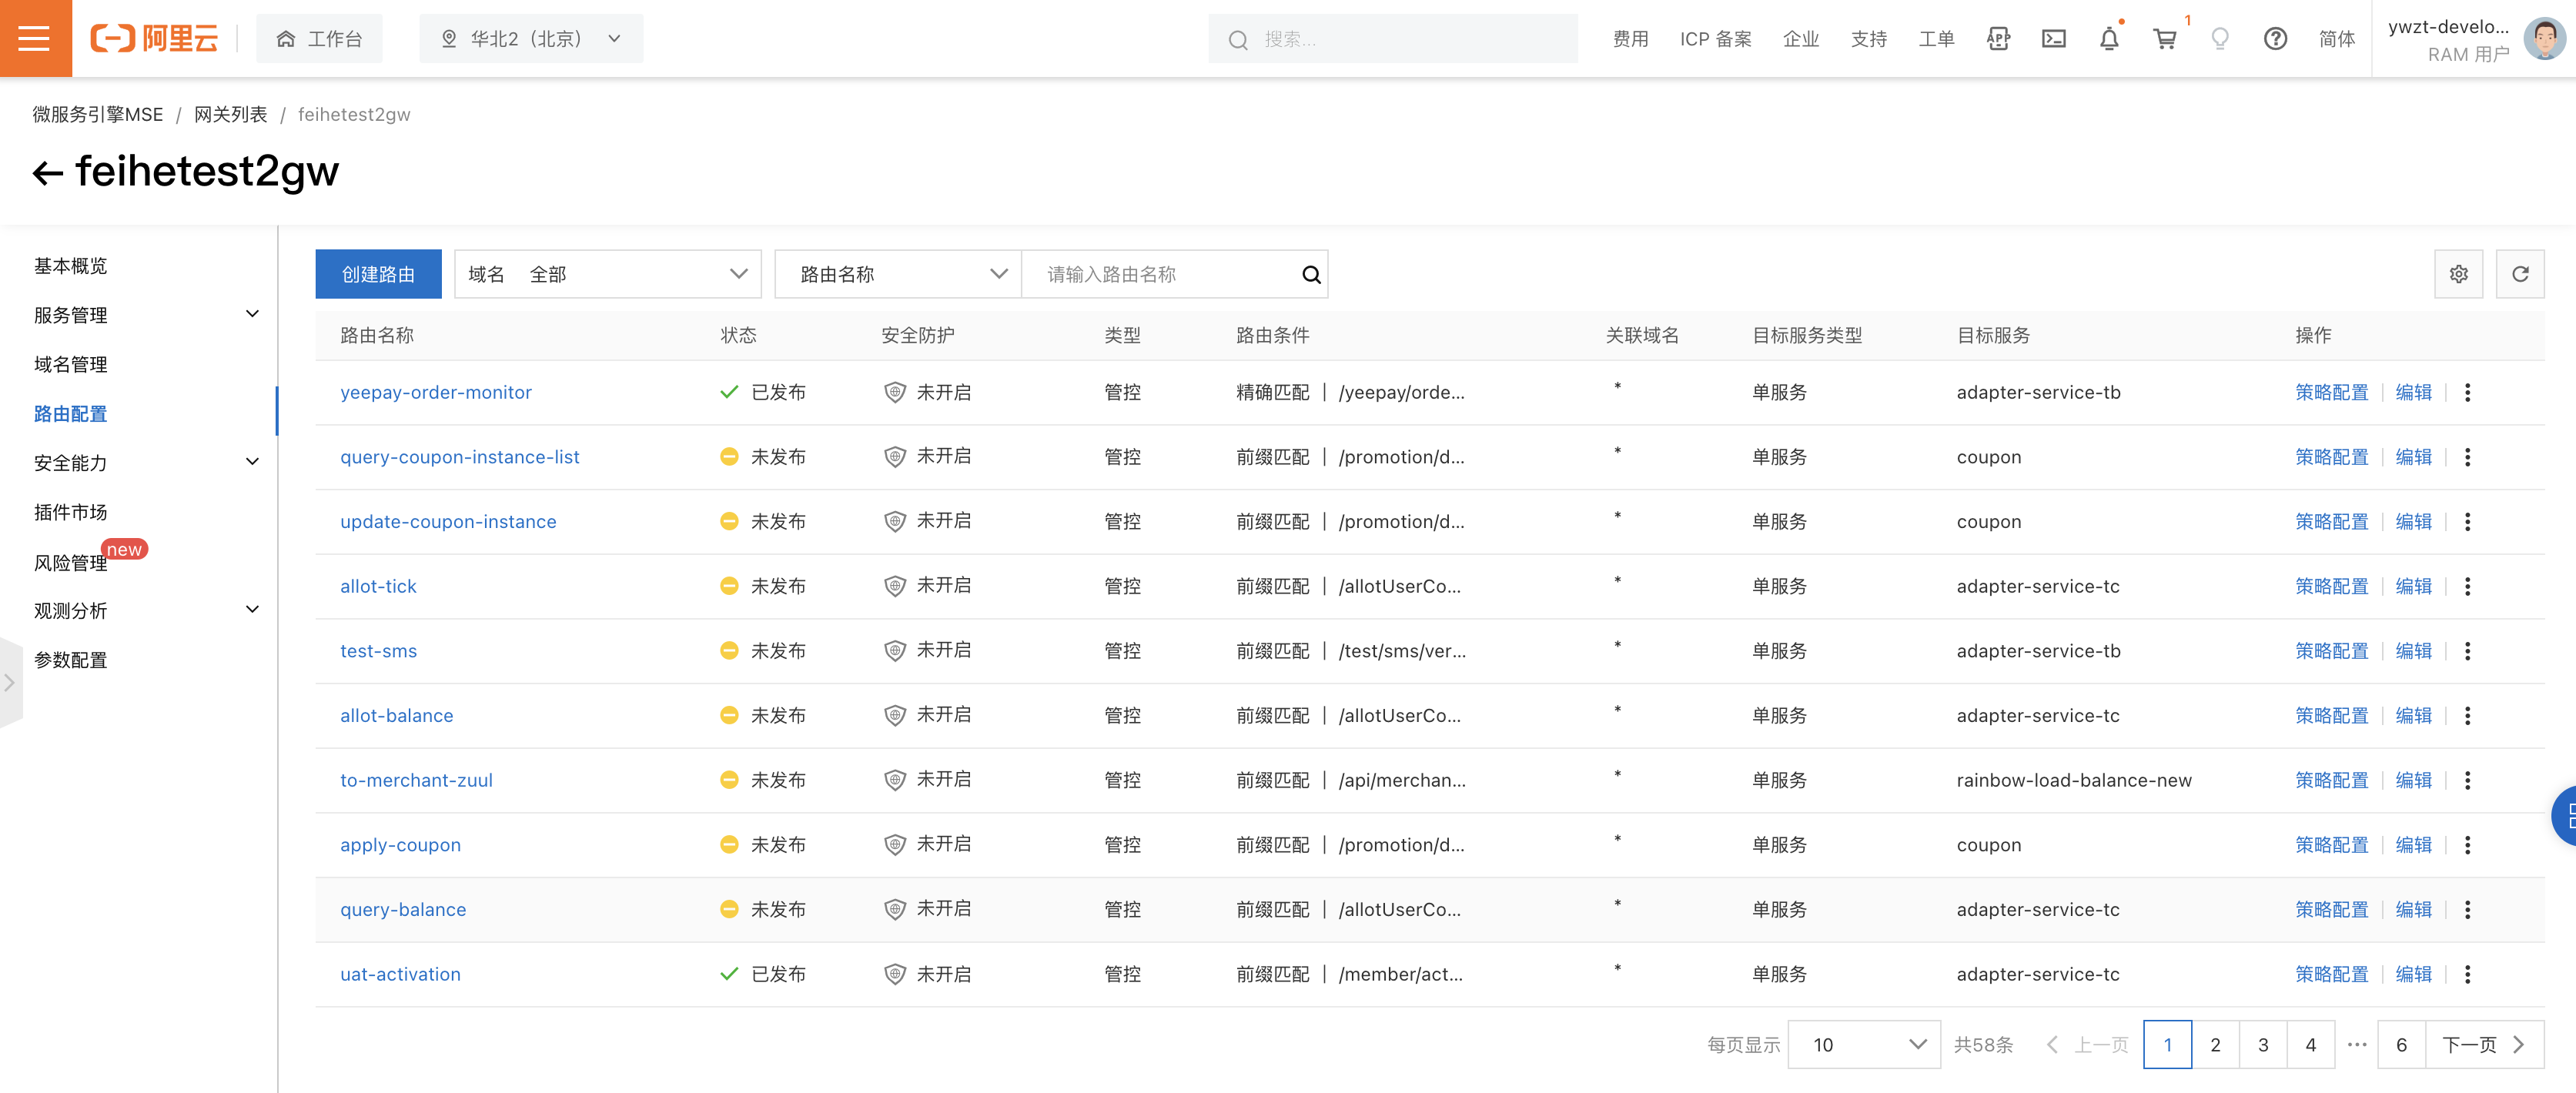 阿里云 工作台 华北2（北京） 搜索... 费用 ICP 备案 企业 支持 工单 1 简体 ywzt-develo...
RAM 用户
微服务引擎MSE / 网关列表 / feihetest2gw
feihetest2gw
基本概览
服务管理
域名管理
路由配置
安全能力
插件市场
风险管理 new
观测分析
参数配置
创建路由 域名 全部 路由名称 请输入路由名称
路由名称 状态 安全防护 类型 路由条件 关联域名 目标服务类型 目标服务 操作
yeepay-order-monitor 已发布 未开启 管控 精确匹配 | /yeepay/orde... * 单服务 adapter-service-tb 策略配置 编辑
query-coupon-instance-list 未发布 未开启 管控 前缀匹配 | /promotion/d... * 单服务 coupon 策略配置 编辑
update-coupon-instance 未发布 未开启 管控 前缀匹配 | /promotion/d... * 单服务 coupon 策略配置 编辑
allot-tick 未发布 未开启 管控 前缀匹配 | /allotUserCo... * 单服务 adapter-service-tc 策略配置 编辑
test-sms 未发布 未开启 管控 前缀匹配 | /test/sms/ver... * 单服务 adapter-service-tb 策略配置 编辑
allot-balance 未发布 未开启 管控 前缀匹配 | /allotUserCo... * 单服务 adapter-service-tc 策略配置 编辑
to-merchant-zuul 未发布 未开启 管控 前缀匹配 | /api/merchan... * 单服务 rainbow-load-balance-new 策略配置 编辑
apply-coupon 未发布 未开启 管控 前缀匹配 | /promotion/d... * 单服务 coupon 策略配置 编辑
query-balance 未发布 未开启 管控 前缀匹配 | /allotUserCo... * 单服务 adapter-service-tc 策略配置 编辑
uat-activation 已发布 未开启 管控 前缀匹配 | /member/act... * 单服务 adapter-service-tc 策略配置 编辑
每页显示 10 共58条 上一页 1 2 3 4 ... 6 下一页